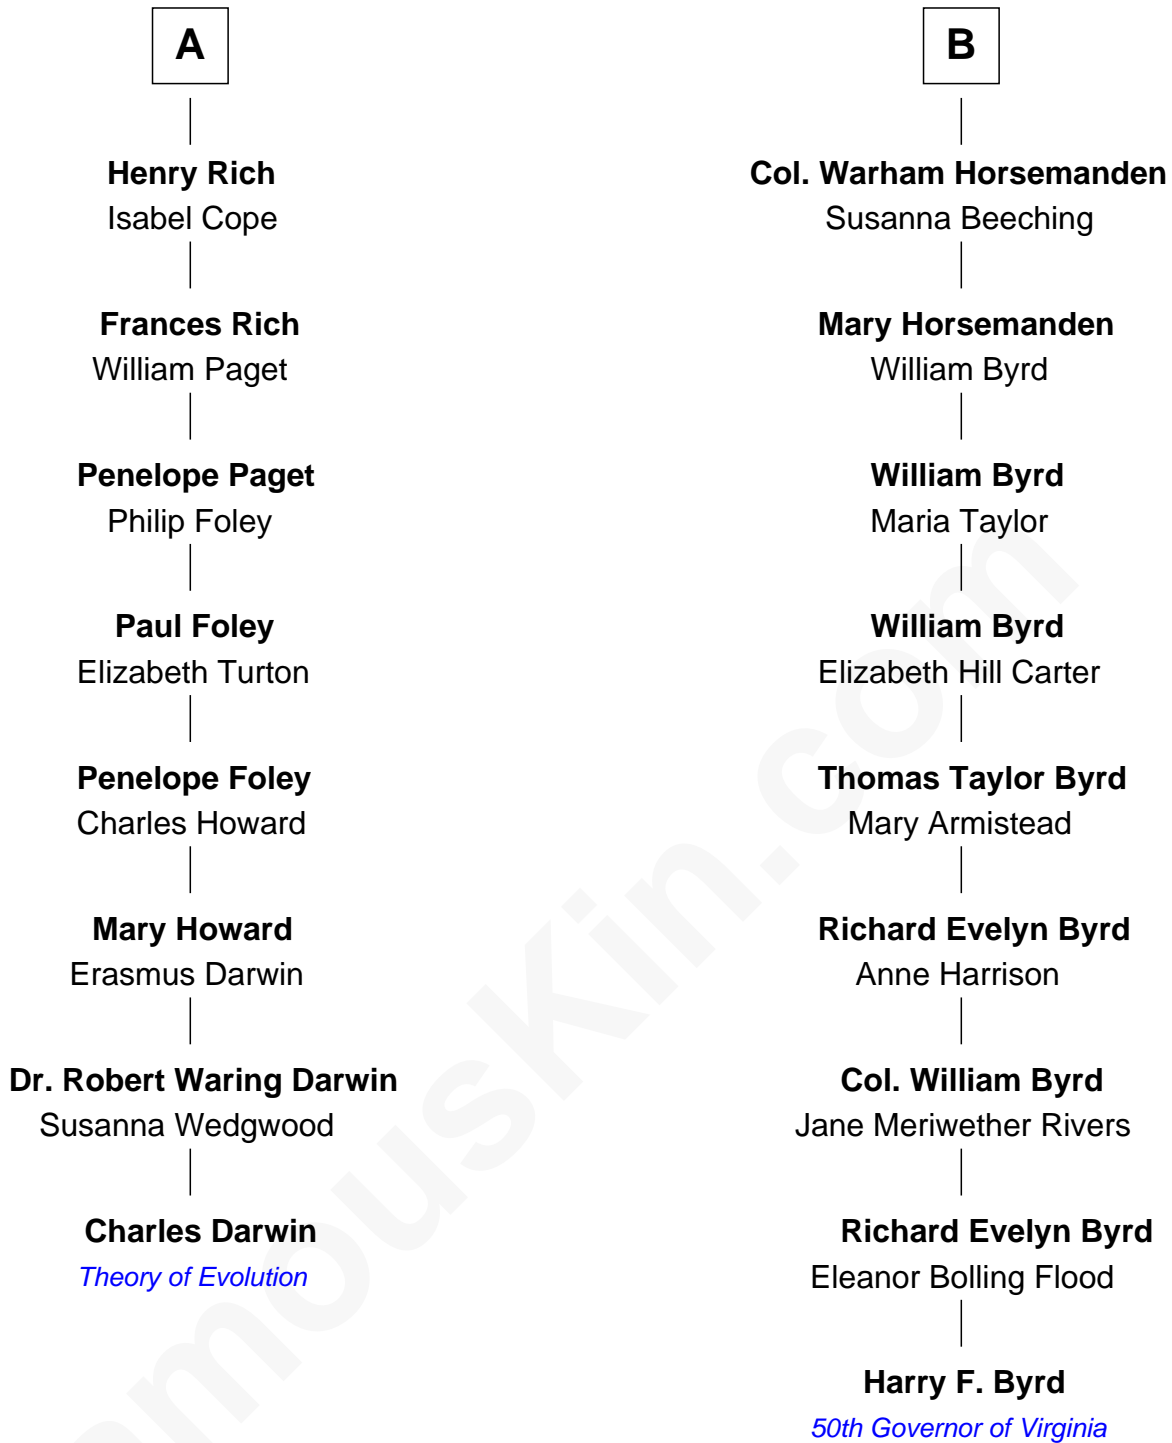 A
Henry Rich
Isabel Cope
Frances Rich
William Paget
Penelope Paget
Philip Foley
Paul Foley
Elizabeth Turton
Penelope Foley
Charles Howard
Mary Howard
Erasmus Darwin
Dr. Robert Waring Darwin
Susanna Wedgwood
Charles Darwin
Theory of Evolution
B
Col. Warham Horsemanden
Susanna Beeching
Mary Horsemanden
William Byrd
William Byrd
Maria Taylor
William Byrd
Elizabeth Hill Carter
Thomas Taylor Byrd
Mary Armistead
Richard Evelyn Byrd
Anne Harrison
Col. William Byrd
Jane Meriwether Rivers
Richard Evelyn Byrd
Eleanor Bolling Flood
Harry F. Byrd
50th Governor of Virginia
amousKin.com